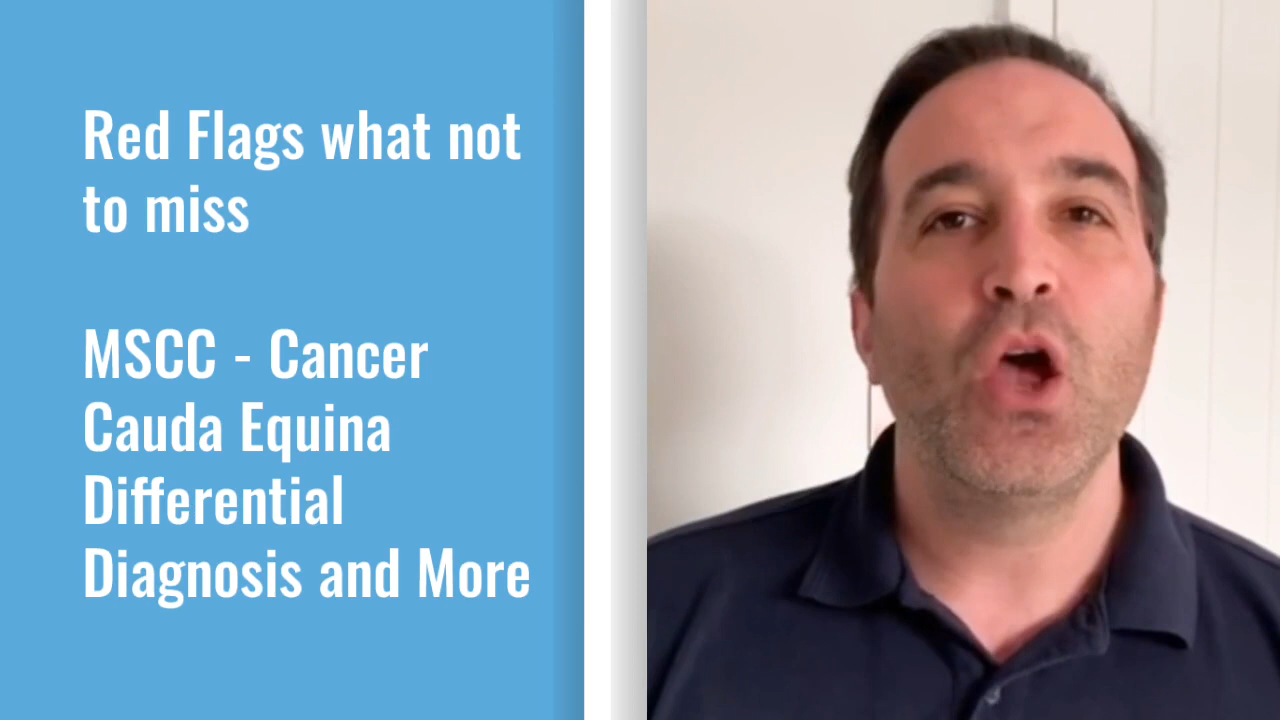 Red Flags what not
to miss
MSCC - Cancer
Cauda Equina
Differential
Diagnosis and More